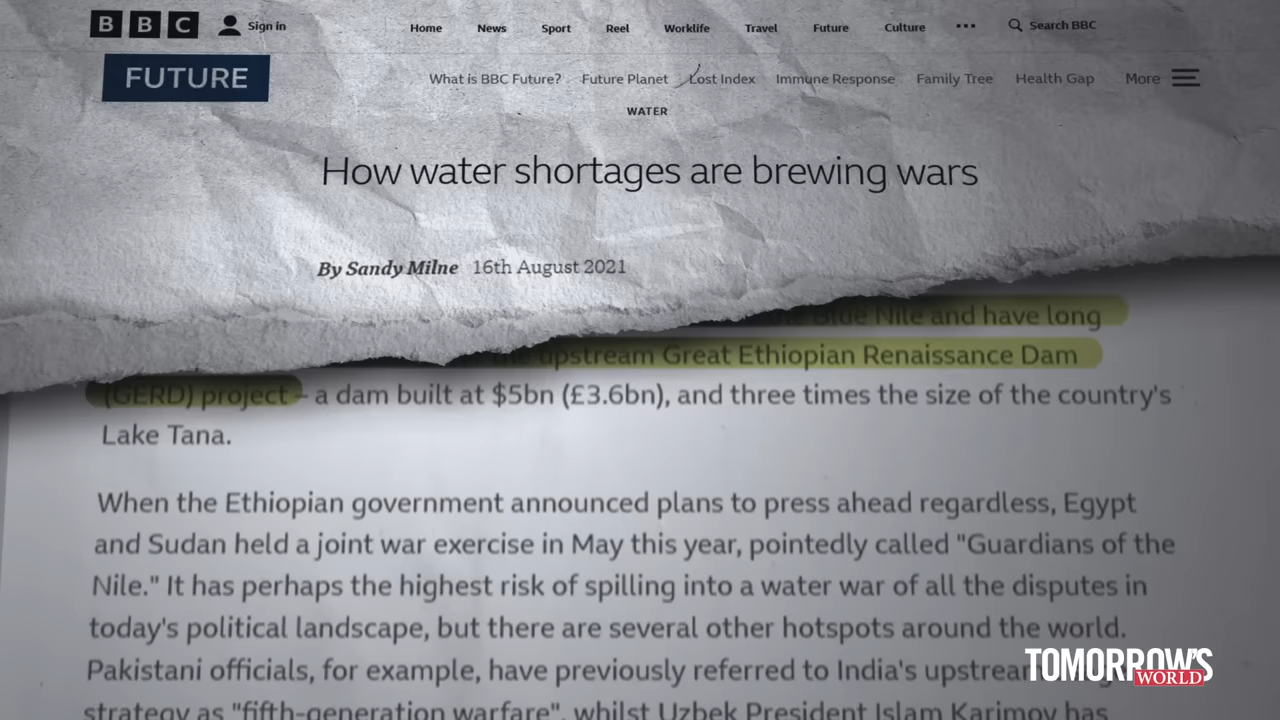 BBC Sign in Home News Sport Reel Worklife Travel Future Culture ••• Search BBC
FUTURE What is BBC Future? Future Planet Lost Index Immune Response Family Tree Health Gap More
WATER
How water shortages are brewing wars
By Sandy Milne 16th August 2021
Blue Nile and have long
upstream Great Ethiopian Renaissance Dam
(GERD) project – a dam built at $5bn (£3.6bn), and three times the size of the country's
Lake Tana.
When the Ethiopian government announced plans to press ahead regardless, Egypt
and Sudan held a joint war exercise in May this year, pointedly called "Guardians of the
Nile." It has perhaps the highest risk of spilling into a water war of all the disputes in
today's political landscape, but there are several other hotspots around the world.
Pakistani officials, for example, have previously referred to India's upstream
strategy as "fifth-generation warfare", whilst Uzbek President Islam Karimov has
TOMORROW'S
WORLD